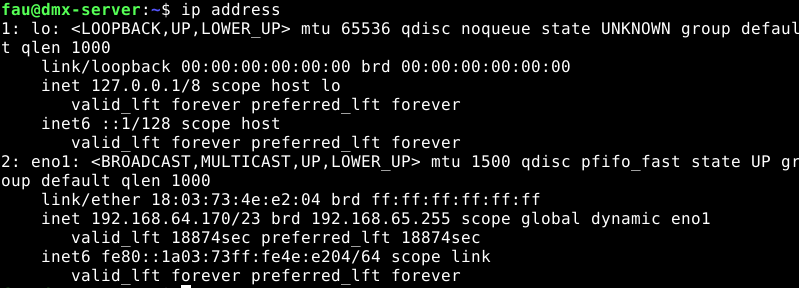 fau@dmx-server:~$ ip address
1: lo: <LOOPBACK,UP,LOWER_UP> mtu 65536 qdisc noqueue state UNKNOWN group defaul
t qlen 1000
    link/loopback 00:00:00:00:00:00 brd 00:00:00:00:00:00
    inet 127.0.0.1/8 scope host lo
       valid_lft forever preferred_lft forever
    inet6 ::1/128 scope host
       valid_lft forever preferred_lft forever
2: eno1: <BROADCAST,MULTICAST,UP,LOWER_UP> mtu 1500 qdisc pfifo_fast state UP gr
oup default qlen 1000
    link/ether 18:03:73:4e:e2:04 brd ff:ff:ff:ff:ff:ff
    inet 192.168.64.170/23 brd 192.168.65.255 scope global dynamic eno1
       valid_lft 18874sec preferred_lft 18874sec
    inet6 fe80::1a03:73ff:fe4e:e204/64 scope link
       valid_lft forever preferred_lft forever